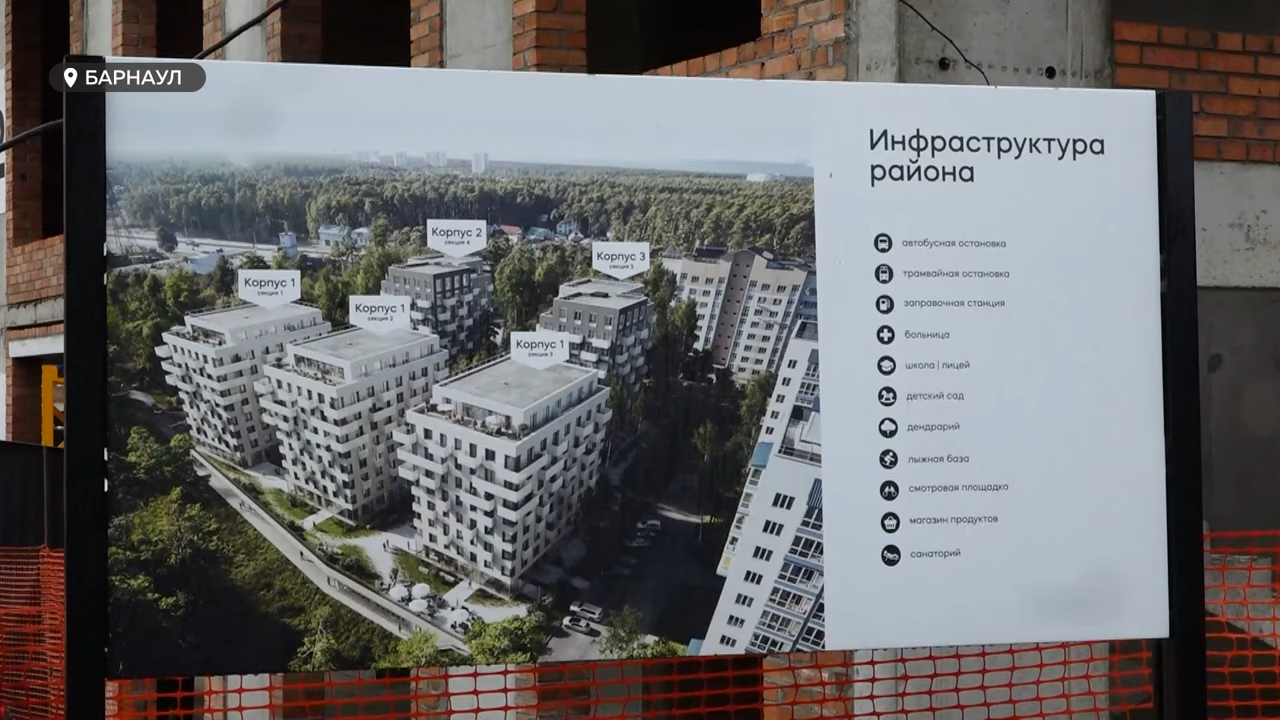 БАРНАУЛ
Инфраструктура
района
Корпус 2
секция 4
Корпус 3
секция 5
Корпус 1
секция 1
Корпус 1
секция 2
Корпус 1
секция 3
автобусная остановка
трамвайная остановка
заправочная станция
больница
школа | лицей
детский сад
дендрарий
лыжная база
смотровая площадка
магазин продуктов
санаторий